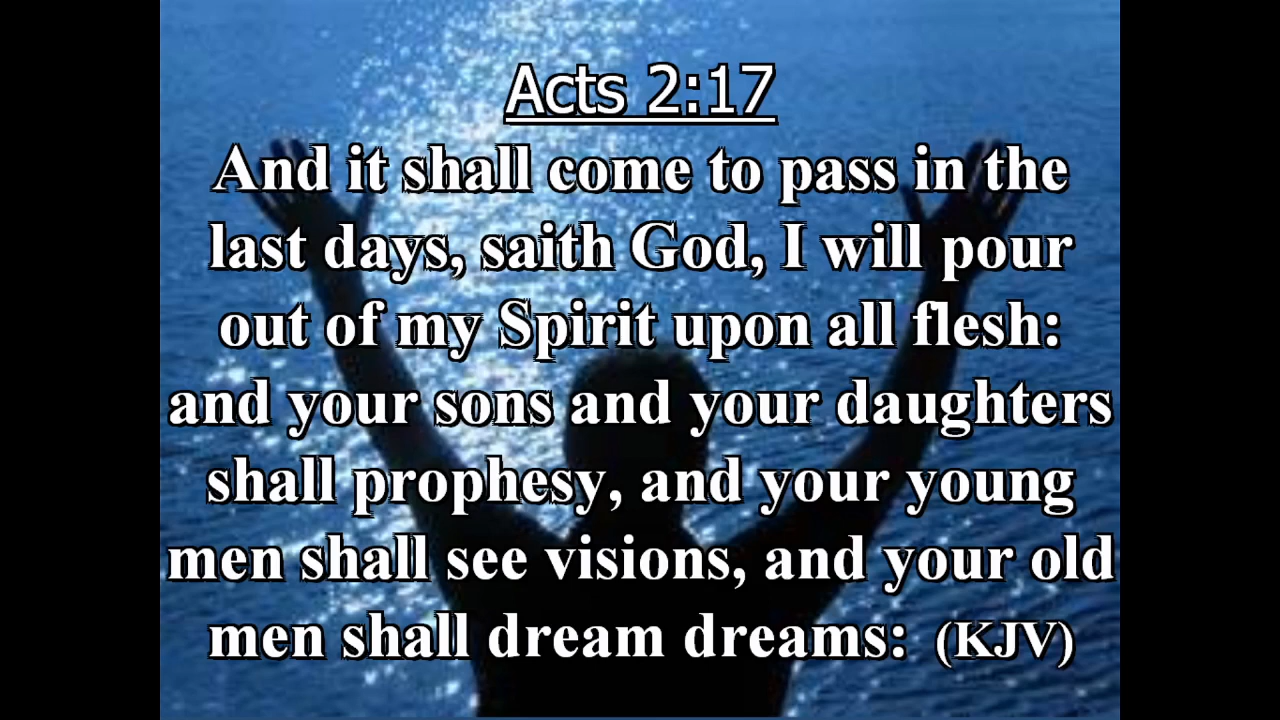 Acts 2:17
And it shall come to pass in the
last days, saith God, I will pour
out of my Spirit upon all flesh:
and your sons and your daughters
shall prophesy, and your young
men shall see visions, and your old
men shall dream dreams: (KJV)